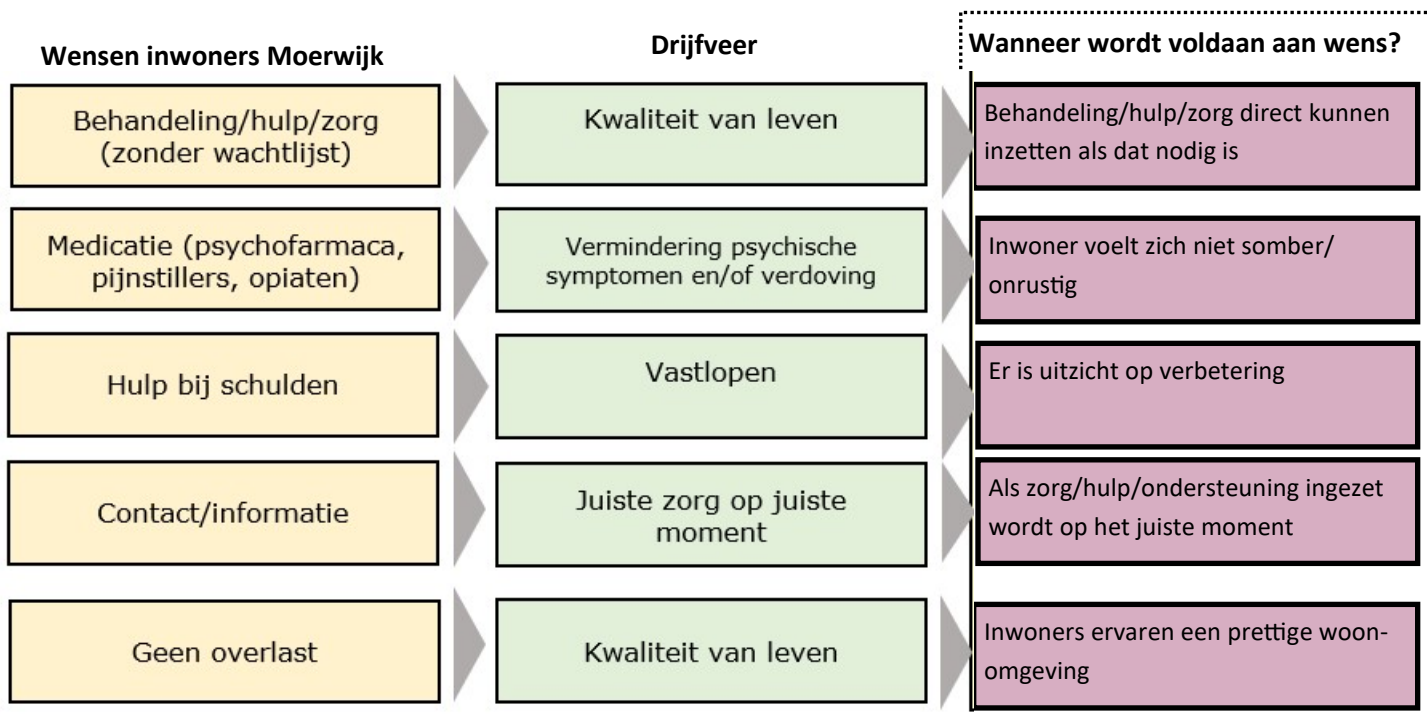 Wensen inwoners Moerwijk
Drijfveer
Wanneer wordt voldaan aan wens?
Behandeling/hulp/zorg
(zonder wachtlijst)
Kwaliteit van leven
Behandeling/hulp/zorg direct kunnen
inzetten als dat nodig is
Medicatie (psychofarmaca,
pijnstillers, opiaten)
Vermindering psychische
symptomen en/of verdoving
Inwoner voelt zich niet somber/
onrustig
Hulp bij schulden
Vastlopen
Er is uitzicht op verbetering
Contact/informatie
Juiste zorg op juiste
moment
Als zorg/hulp/ondersteuning ingezet
wordt op het juiste moment
Geen overlast
Kwaliteit van leven
Inwoners ervaren een prettige woon-
omgeving